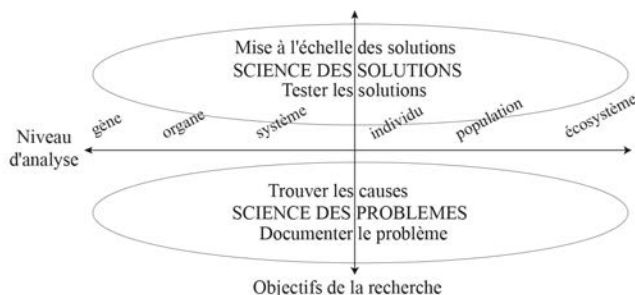 Mise à l'échelle des solutions
SCIENCE DES SOLUTIONS
Tester les solutions
gène organe système individu population écosystème
Niveau
d'analyse
Trouver les causes
SCIENCE DES PROBLEMES
Documenter le problème
Objectifs de la recherche